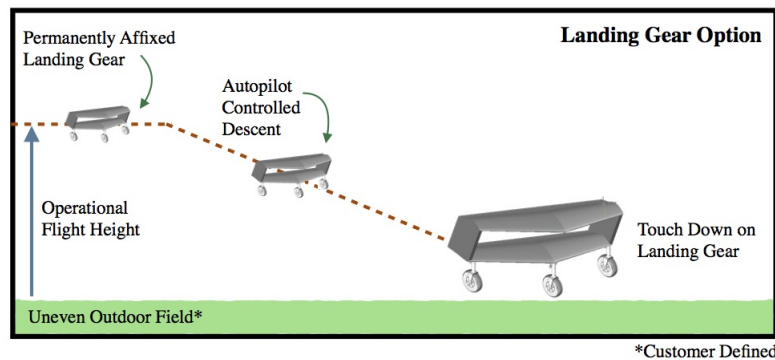 Landing Gear Option
Permanently Affixed
Landing Gear
Autopilot
Controlled
Descent
Operational
Flight Height
Touch Down on
Landing Gear
Uneven Outdoor Field*
*Customer Defined